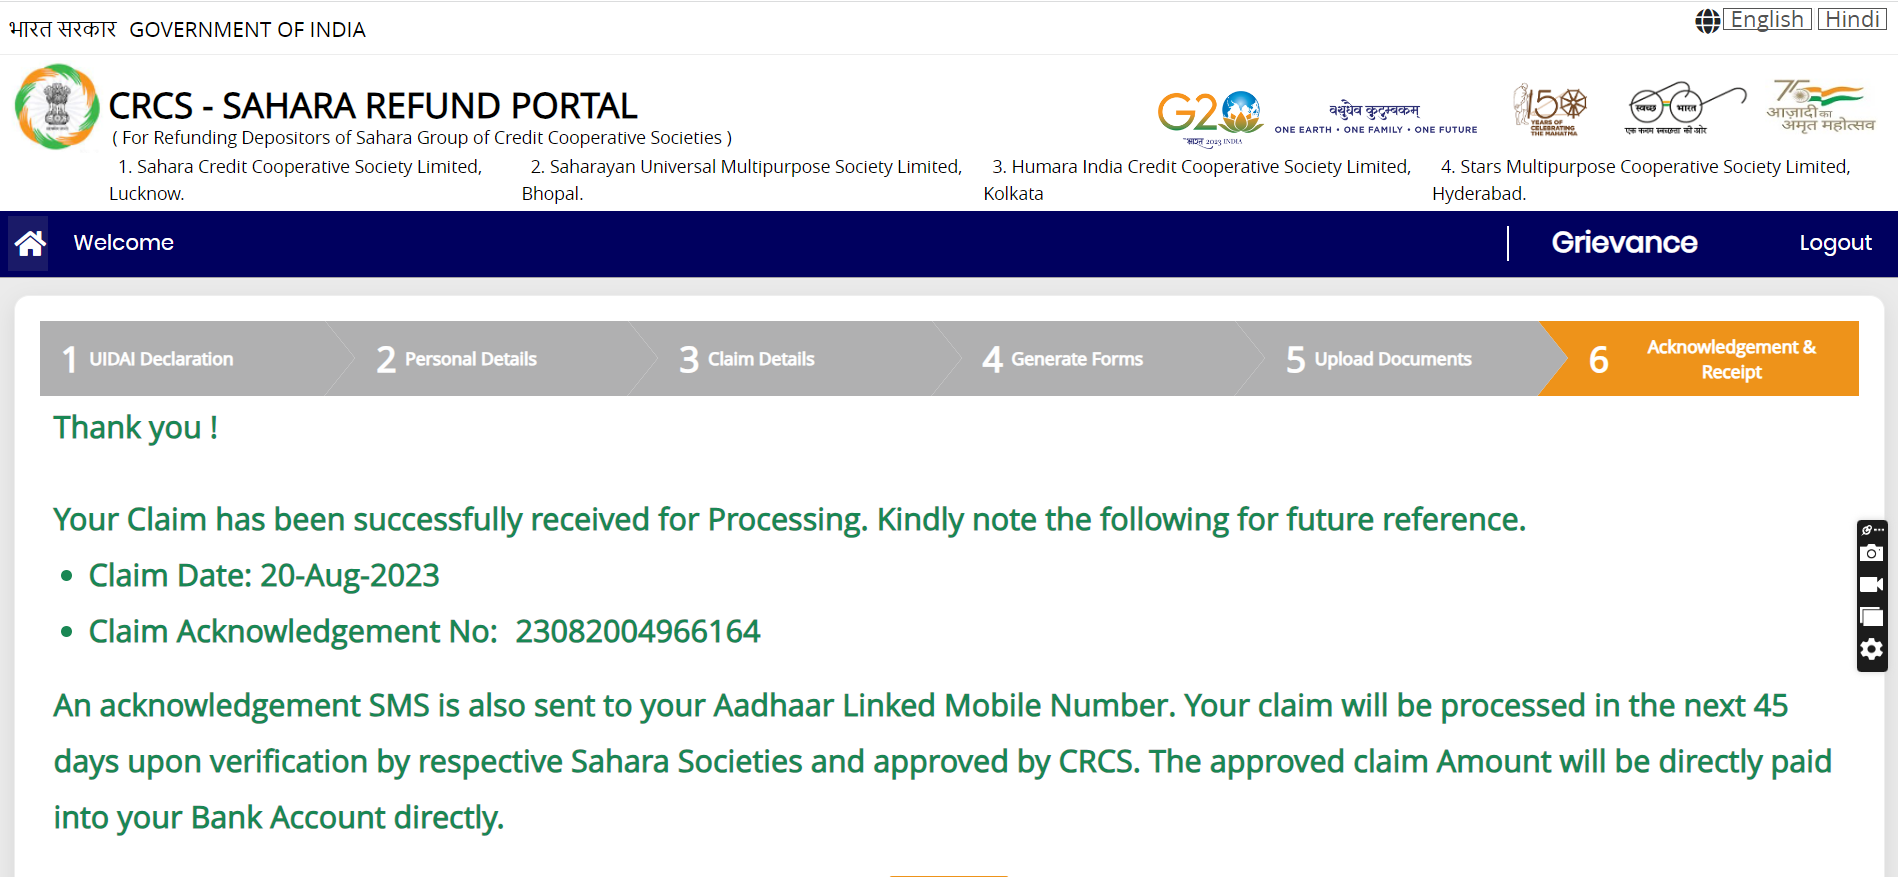 भारत सरकार GOVERNMENT OF INDIA
English Hindi
CRCS - SAHARA REFUND PORTAL
( For Refunding Depositors of Sahara Group of Credit Cooperative Societies )
1. Sahara Credit Cooperative Society Limited, Lucknow.
2. Saharayan Universal Multipurpose Society Limited, Bhopal.
3. Humara India Credit Cooperative Society Limited, Kolkata
4. Stars Multipurpose Cooperative Society Limited, Hyderabad.
G20
भारत 2023 INDIA
वसुधैव कुटुम्बकम्
ONE EARTH • ONE FAMILY • ONE FUTURE
150
YEARS OF
CELEBRATING
THE MAHATMA
स्वच्छ भारत
एक कदम स्वच्छता की ओर
75
आज़ादी का
अमृत महोत्सव
Welcome
Grievance
Logout
1 UIDAI Declaration
2 Personal Details
3 Claim Details
4 Generate Forms
5 Upload Documents
6 Acknowledgement &
Receipt
Thank you !
Your Claim has been successfully received for Processing. Kindly note the following for future reference.
• Claim Date: 20-Aug-2023
• Claim Acknowledgement No: 23082004966164
An acknowledgement SMS is also sent to your Aadhaar Linked Mobile Number. Your claim will be processed in the next 45
days upon verification by respective Sahara Societies and approved by CRCS. The approved claim Amount will be directly paid
into your Bank Account directly.